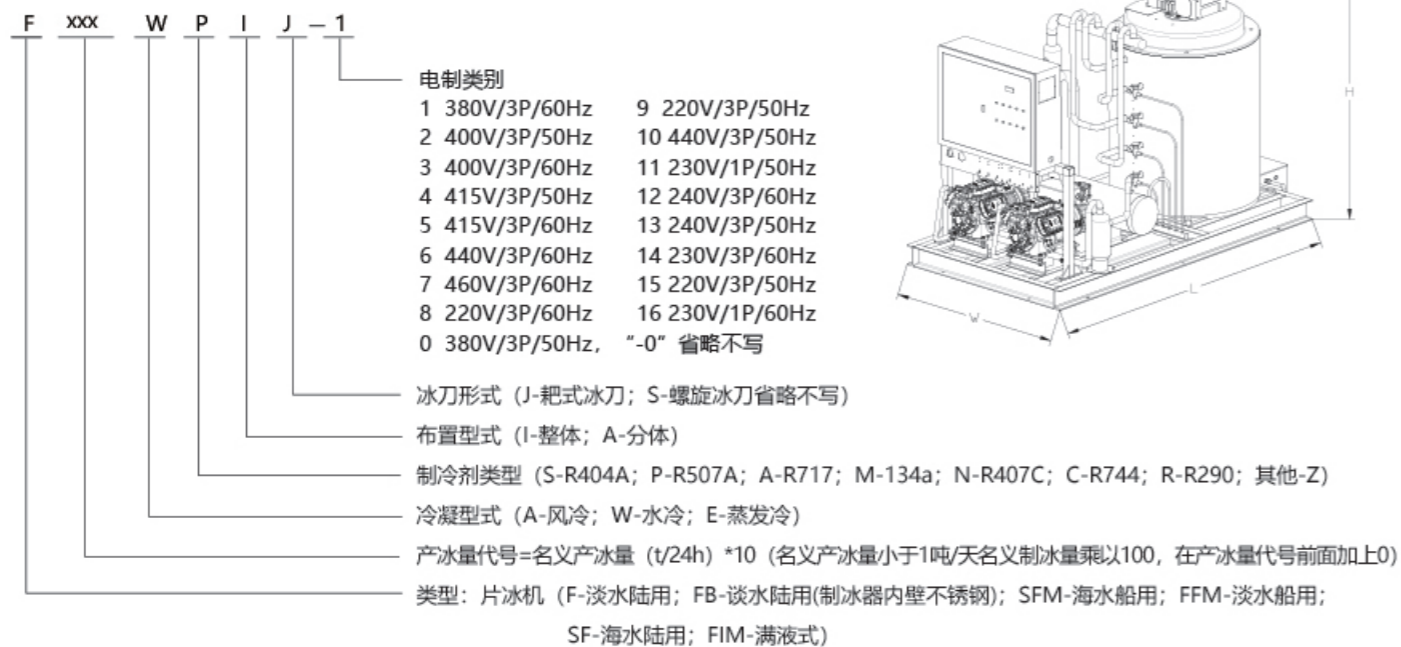 F xxx W P I J – 1
电制类别
1 380V/3P/60Hz 9 220V/3P/50Hz
2 400V/3P/50Hz 10 440V/3P/50Hz
3 400V/3P/60Hz 11 230V/1P/50Hz
4 415V/3P/50Hz 12 240V/3P/60Hz
5 415V/3P/60Hz 13 240V/3P/50Hz
6 440V/3P/60Hz 14 230V/3P/60Hz
7 460V/3P/60Hz 15 220V/3P/50Hz
8 220V/3P/60Hz 16 230V/1P/60Hz
0 380V/3P/50Hz， “-0”省略不写
冰刀形式（J-耙式冰刀；S-螺旋冰刀省略不写）
布置型式（I-整体；A-分体）
制冷剂类型（S-R404A；P-R507A；A-R717；M-134a；N-R407C；C-R744；R-R290；其他-Z）
冷凝型式（A-风冷；W-水冷；E-蒸发冷）
产冰量代号=名义产冰量（t/24h）*10（名义产冰量小于1吨/天名义制冰量乘以100，在产冰量代号前面加上0）
类型：片冰机（F-淡水陆用；FB-谈水陆用(制冰器内壁不锈钢)；SFM-海水船用；FFM-淡水船用；
SF-海水陆用；FIM-满液式）
H
L
W